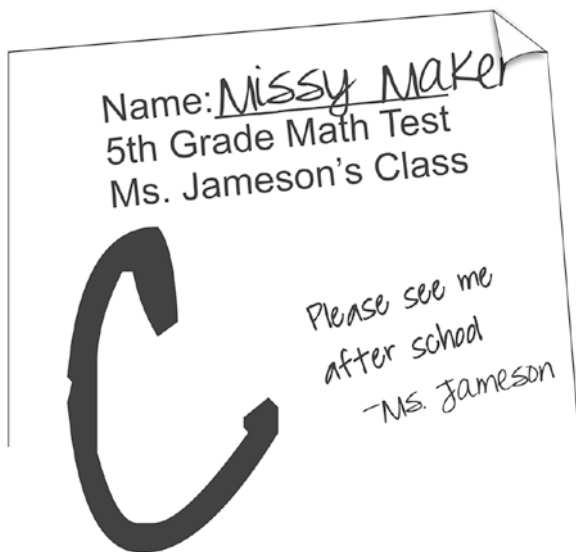 Name: Missy Maker
5th Grade Math Test
Ms. Jameson's Class
C
Please see me
after school
-Ms. Jameson